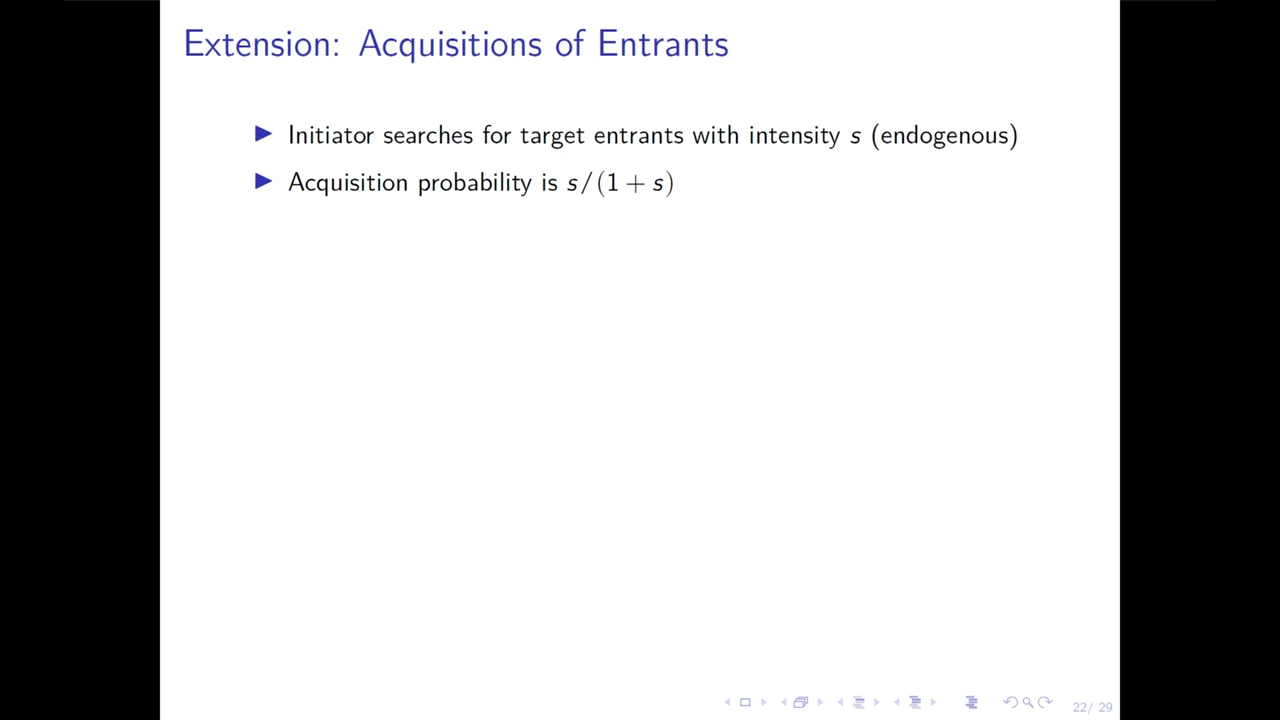 Extension: Acquisitions of Entrants
Initiator searches for target entrants with intensity s (endogenous)
Acquisition probability is s/(1 + s)
22/ 29